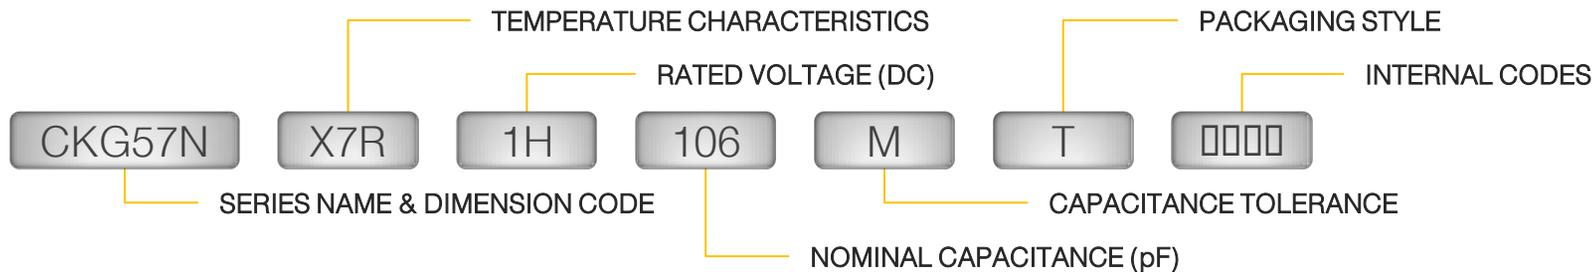 TEMPERATURE CHARACTERISTICS
PACKAGING STYLE
RATED VOLTAGE (DC)
INTERNAL CODES
CKG57N X7R 1H 106 M T □□□□
SERIES NAME & DIMENSION CODE
CAPACITANCE TOLERANCE
NOMINAL CAPACITANCE (pF)